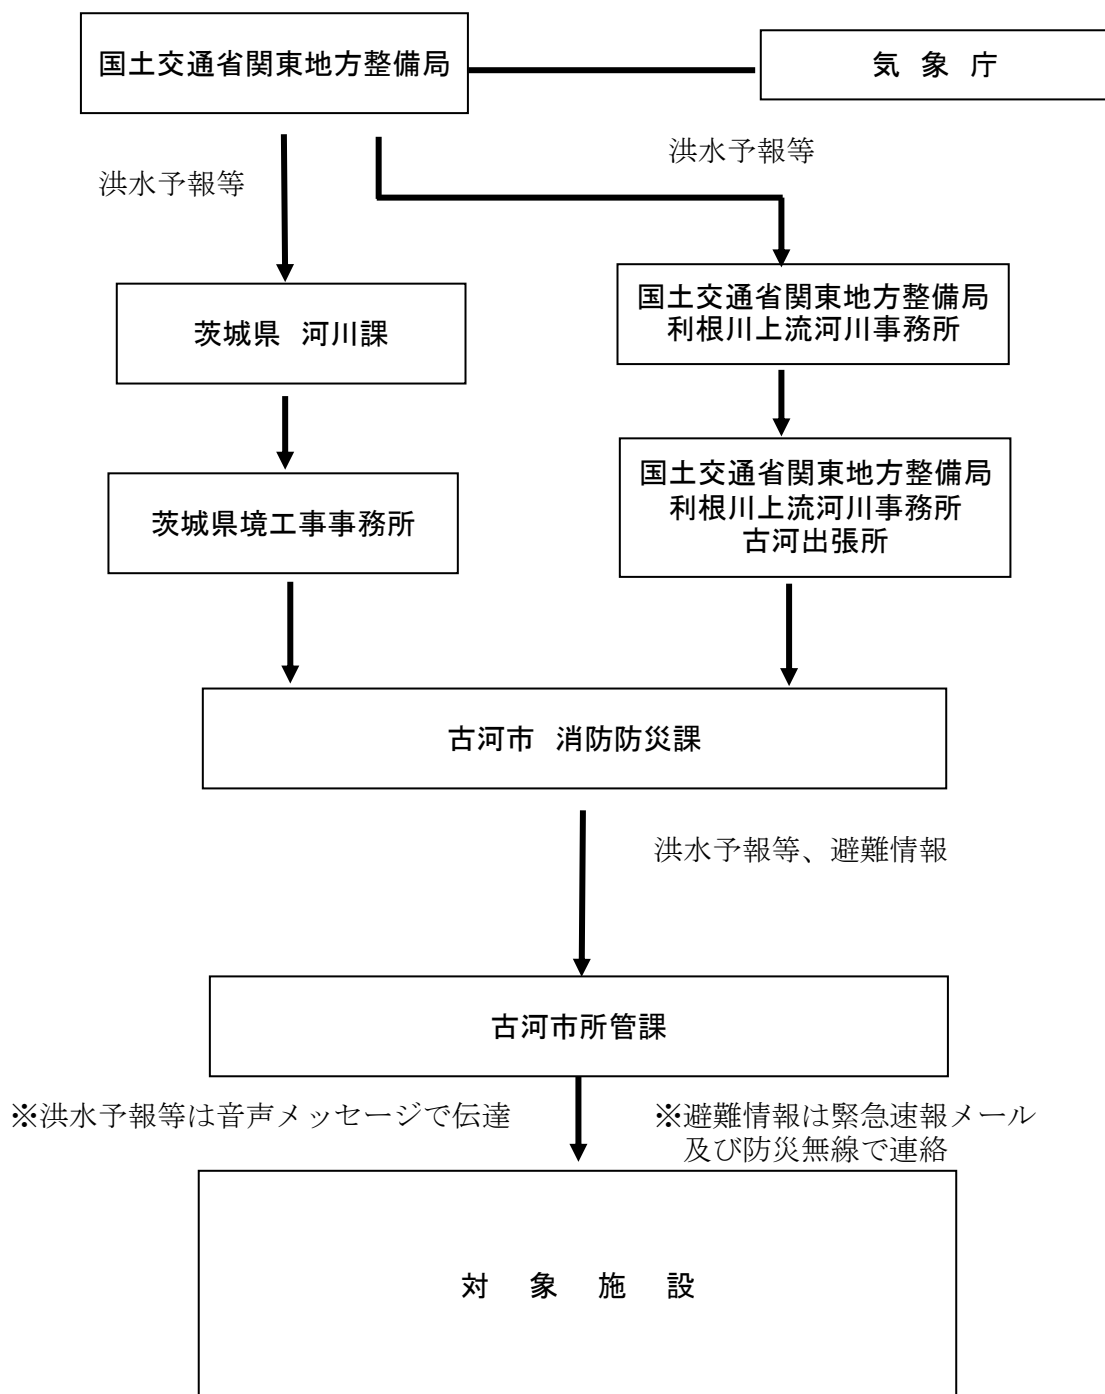 国土交通省関東地方整備局
気 象 庁
洪水予報等
洪水予報等
国土交通省関東地方整備局
利根川上流河川事務所
茨城県 河川課
国土交通省関東地方整備局
利根川上流河川事務所
古河出張所
茨城県境工事事務所
古河市 消防防災課
洪水予報等、避難情報
古河市所管課
※洪水予報等は音声メッセージで伝達
※避難情報は緊急速報メール
及び防災無線で連絡
対 象 施 設